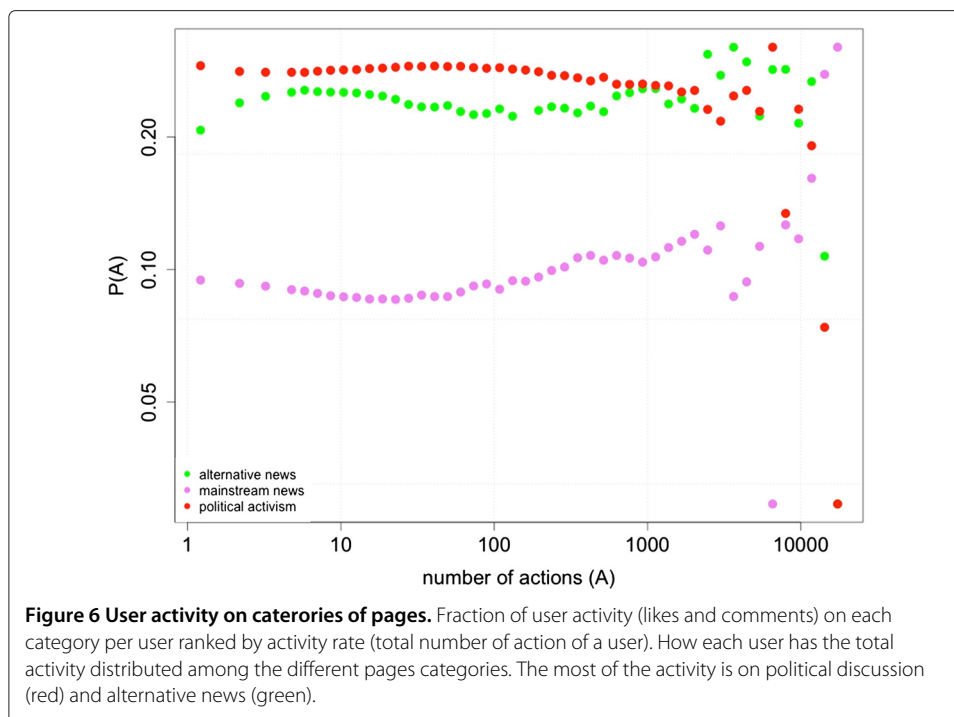 0.20
0.10
0.05
P(A)
alternative news
mainstream news
political activism
1
10
100
1000
10000
number of actions (A)
Figure 6 User activity on caterories of pages. Fraction of user activity (likes and comments) on each
category per user ranked by activity rate (total number of action of a user). How each user has the total
activity distributed among the different pages categories. The most of the activity is on political discussion
(red) and alternative news (green).